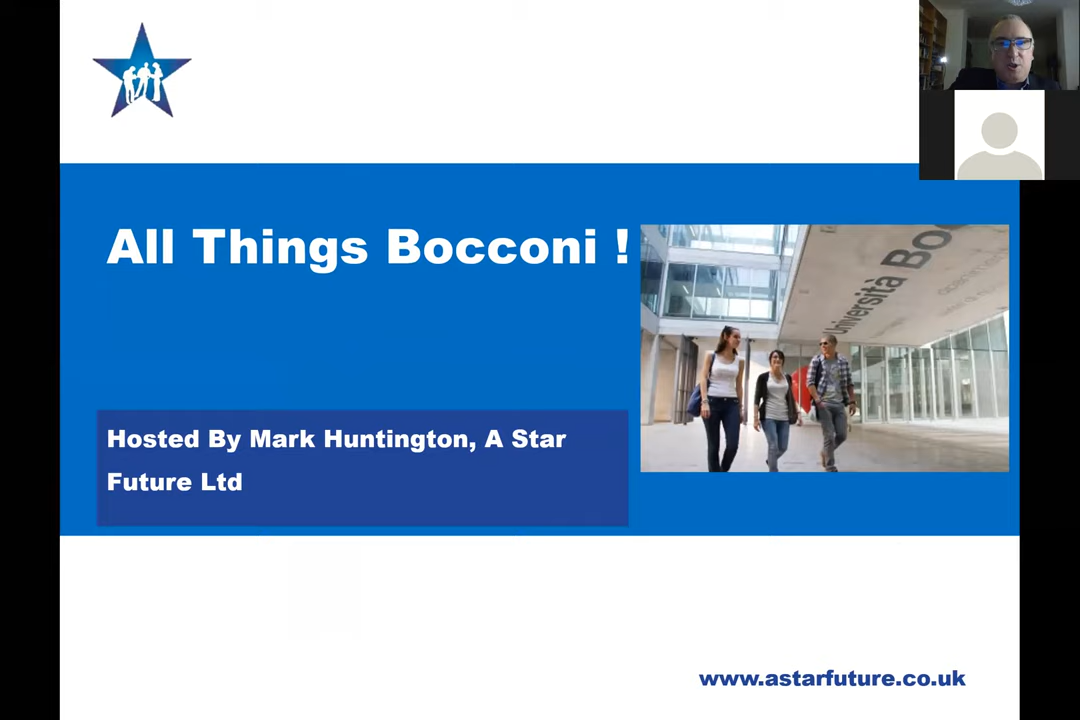 All Things Bocconi !
Università Bo
Hosted By Mark Huntington, A Star
Future Ltd
www.astarfuture.co.uk